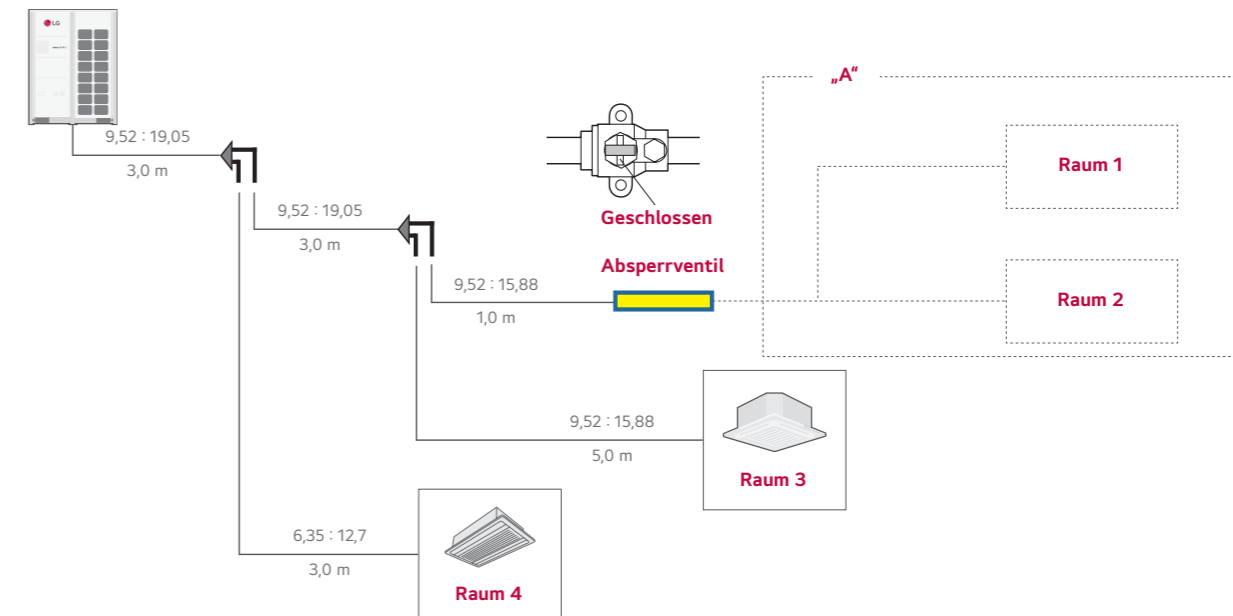 LG
„A“
9,52 : 19,05
3,0 m
Raum 1
9,52 : 19,05
3,0 m
Geschlossen
Absperrventil
9,52 : 15,88
1,0 m
Raum 2
9,52 : 15,88
5,0 m
Raum 3
6,35 : 12,7
3,0 m
Raum 4